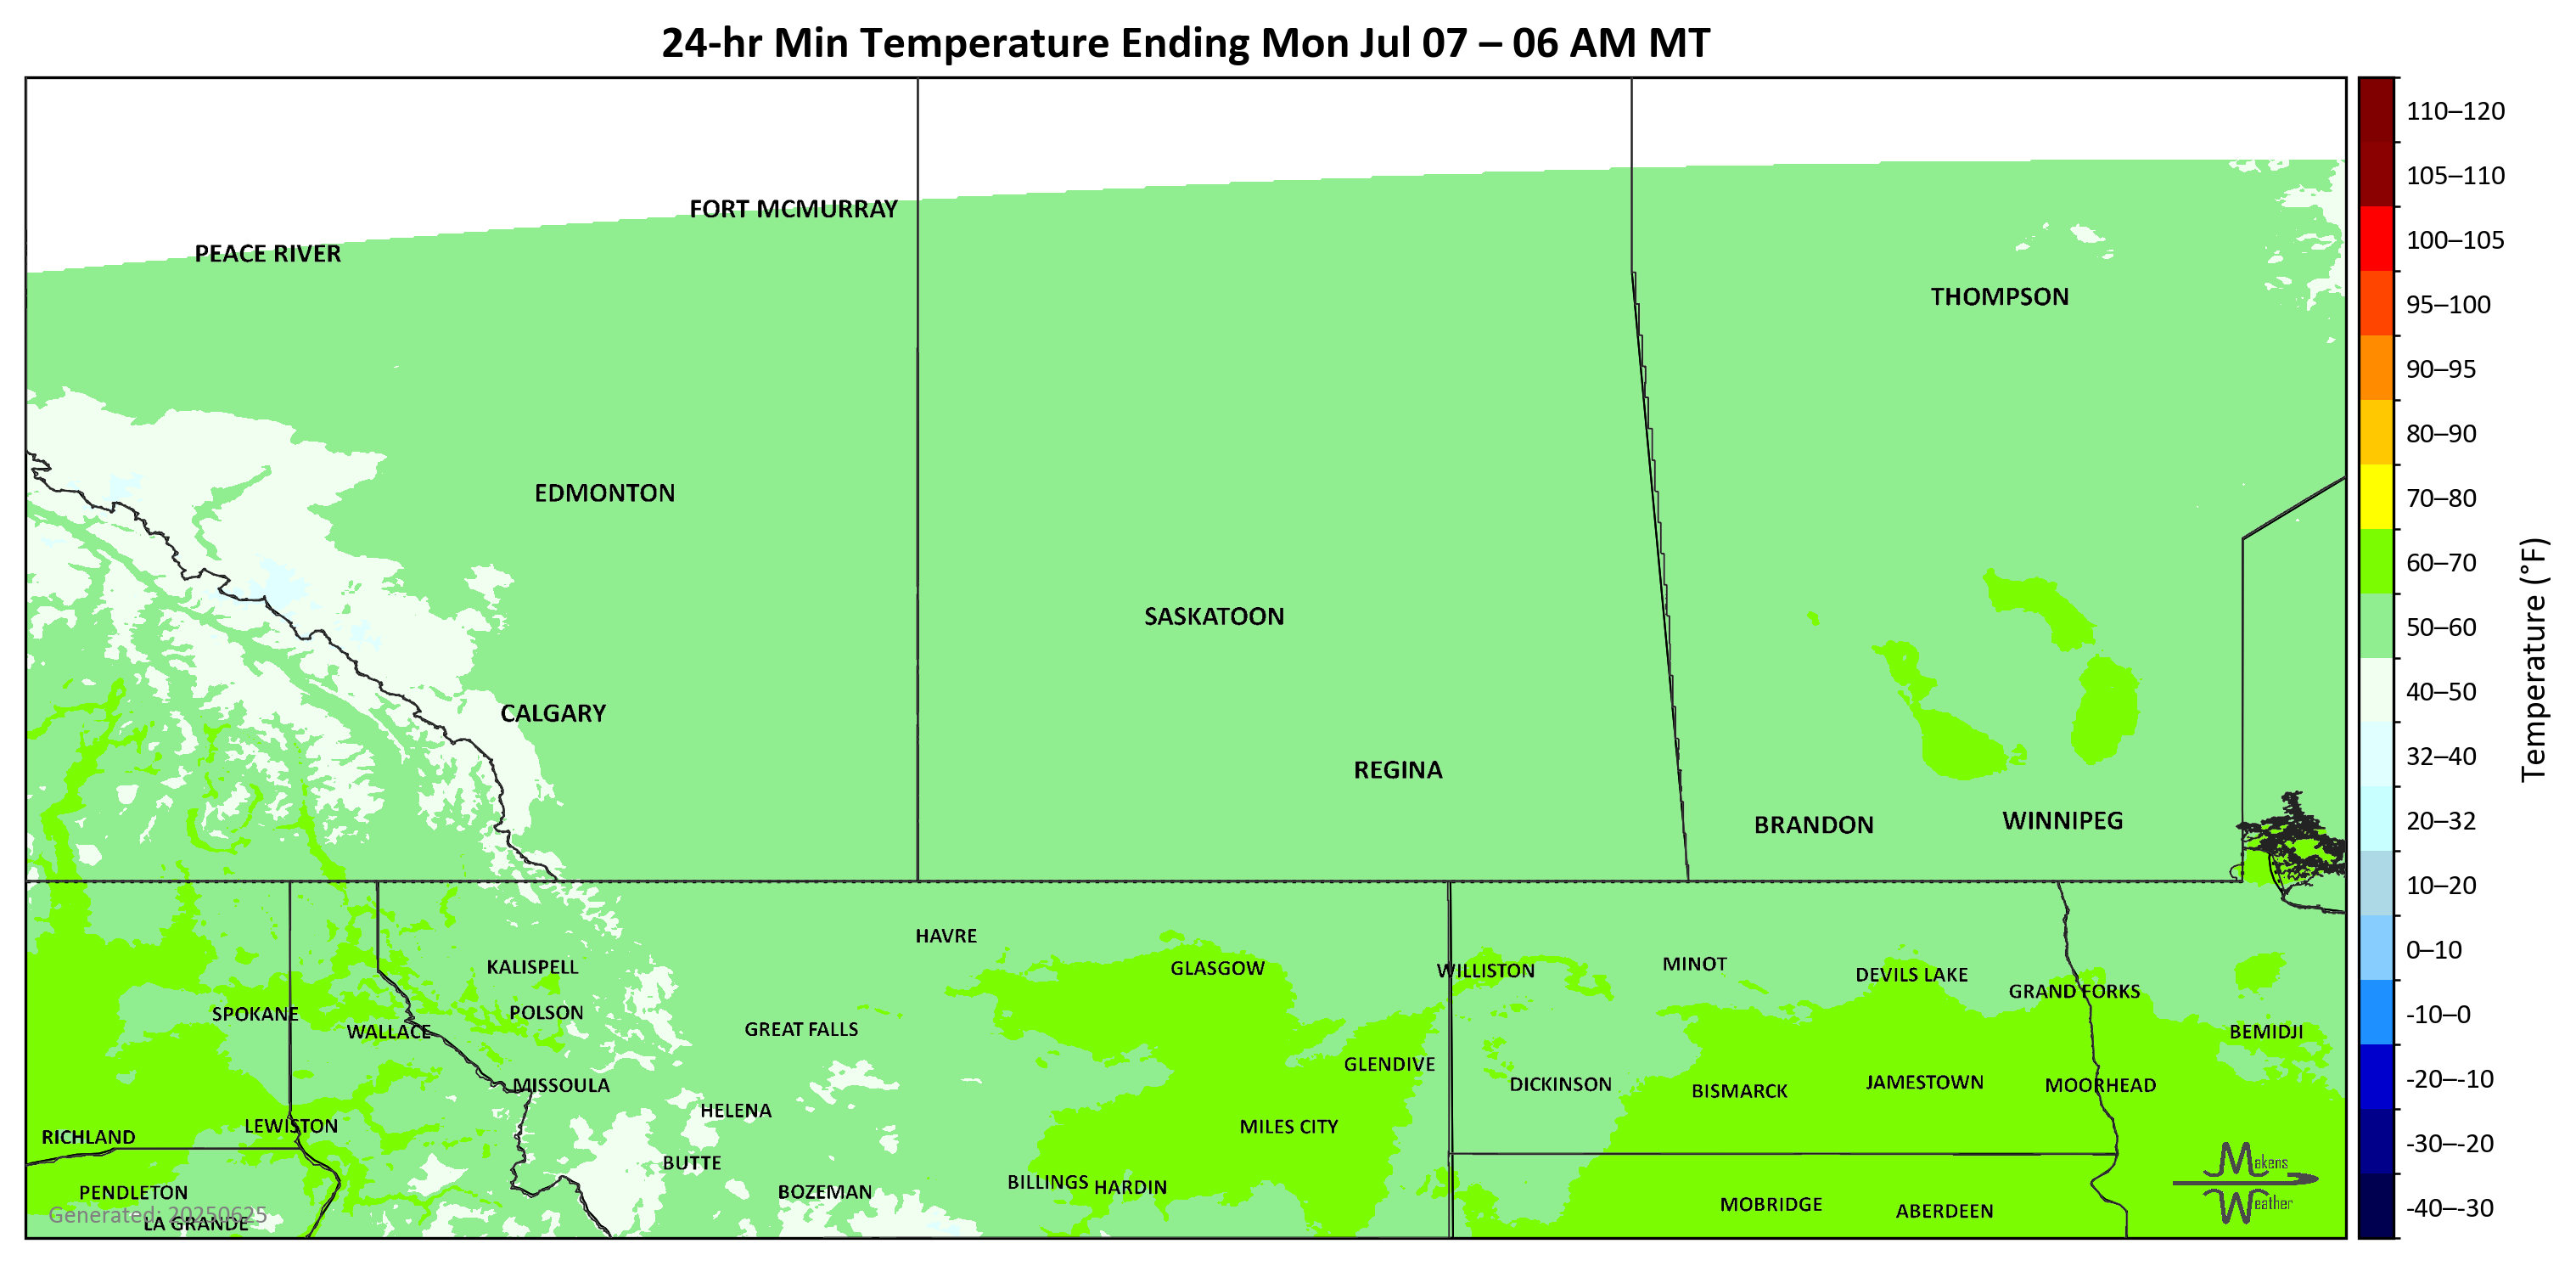 24-hr Min Temperature Ending Mon Jul 07 – 06 AM MT
FORT MCMURRAY
PEACE RIVER
THOMPSON
EDMONTON
SASKATOON
CALGARY
REGINA
BRANDON
WINNIPEG
HAVRE
KALISPELL
GLASGOW
WILLISTON
MINOT
DEVILS LAKE
GRAND FORKS
SPOKANE
POLSON
WALLACE
GREAT FALLS
BEMIDJI
GLENDIVE
MISSOULA
DICKINSON
BISMARCK
JAMESTOWN
MOORHEAD
HELENA
LEWISTON
MILES CITY
RICHLAND
BUTTE
BILLINGS
HARDIN
PENDLETON
BOZEMAN
MOBRIDGE
ABERDEEN
Generated: 20250625
LA GRANDE
Makens
Weather
110–120
105–110
100–105
95–100
90–95
80–90
70–80
60–70
50–60
40–50
32–40
20–32
10–20
0–10
-10–0
-20–-10
-30–-20
-40–-30
Temperature (°F)